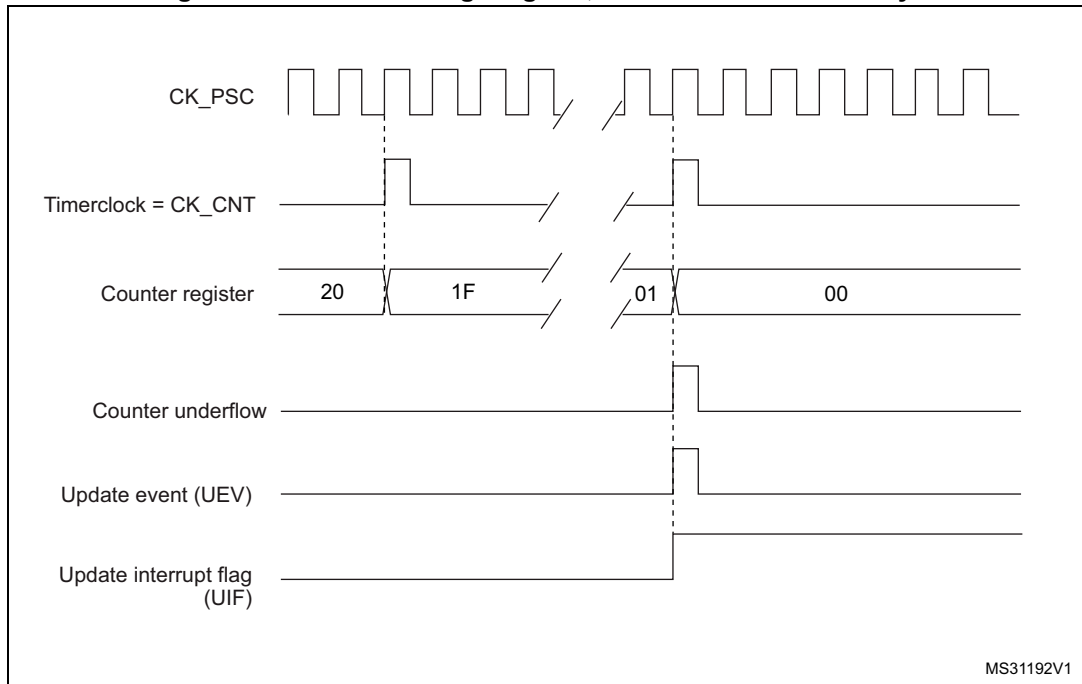 CK_PSC
Timerclock = CK_CNT
Counter register
20
1F
01
00
Counter underflow
Update event (UEV)
Update interrupt flag
(UIF)
MS31192V1